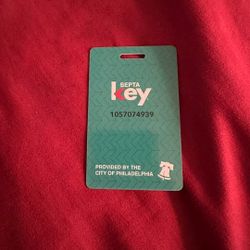 SEPTA
key
1057074939
PROVIDED BY THE
CITY OF PHILADELPHIA